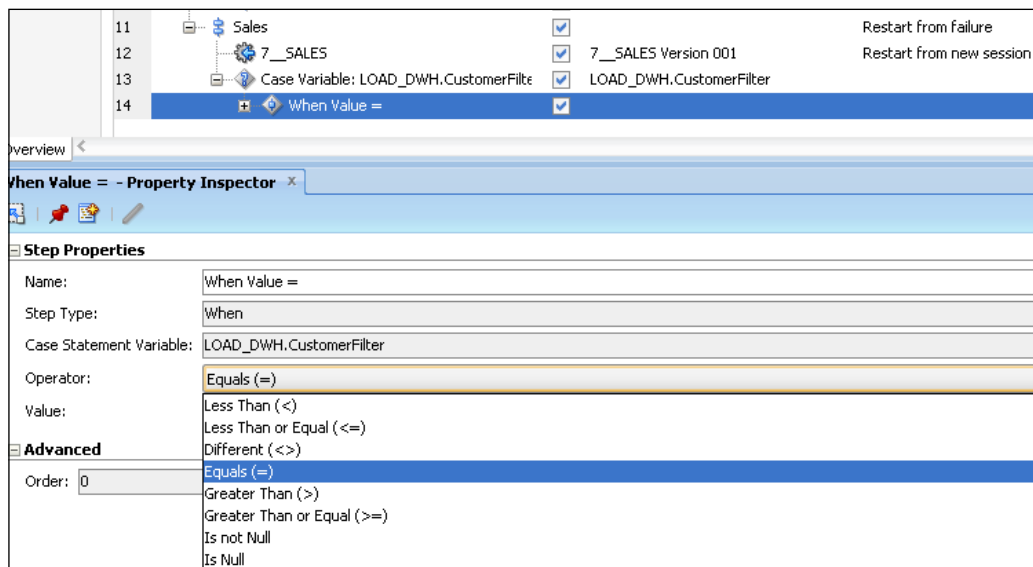 11 Sales Restart from failure
12 7__SALES 7__SALES Version 001 Restart from new session
13 Case Variable: LOAD_DWH.CustomerFilte LOAD_DWH.CustomerFilter
14 When Value =
Overview
When Value = - Property Inspector x
Step Properties
Name: When Value =
Step Type: When
Case Statement Variable: LOAD_DWH.CustomerFilter
Operator: Equals (=)
Value: Less Than (<)
Less Than or Equal (<=)
Advanced Different (<>)
Equals (=)
Order: 0
Greater Than (>)
Greater Than or Equal (>=)
Is not Null
Is Null